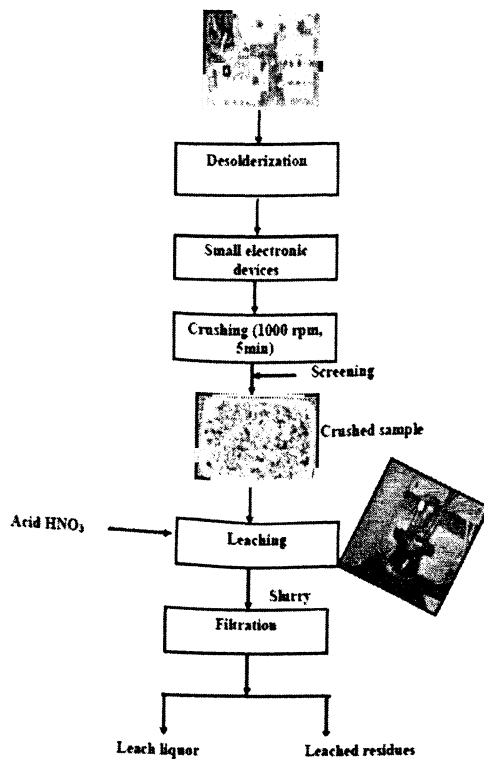 Desolderization
Small electronic
devices
Crushing (1000 rpm,
5min)
Screening
Crushed sample
Acid HNO₃
Leaching
Slurry
Filtration
Leach liquor
Leached residues